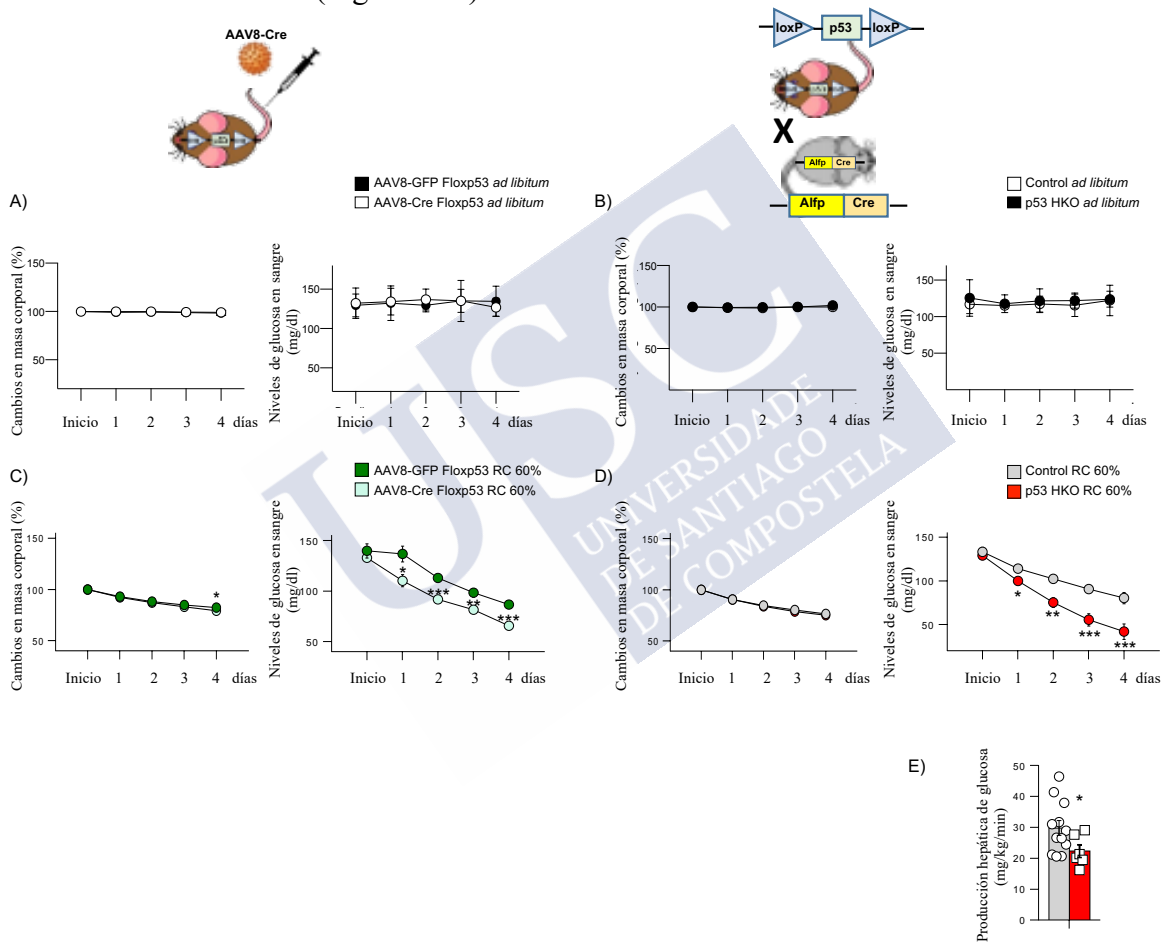 AAV8-Cre
loxP p53 loxP
X
Alfp Cre
Alfp Cre
A)
AAV8-GFP Floxp53 ad libitum
AAV8-Cre Floxp53 ad libitum
Cambios en masa corporal (%)
150
100
50
Inicio 1 2 3 4 días
Niveles de glucosa en sangre
(mg/dl)
150
100
50
Inicio 1 2 3 4 días
B)
Control ad libitum
p53 HKO ad libitum
Cambios en masa corporal (%)
150
100
50
Inicio 1 2 3 4 días
Niveles de glucosa en sangre
(mg/dl)
150
100
50
Inicio 1 2 3 4 días
C)
AAV8-GFP Floxp53 RC 60%
AAV8-Cre Floxp53 RC 60%
Cambios en masa corporal (%)
150
100
50
*
Inicio 1 2 3 4 días
Niveles de glucosa en sangre
(mg/dl)
150
100
50
* *** ** ***
Inicio 1 2 3 4 días
D)
Control RC 60%
p53 HKO RC 60%
Cambios en masa corporal (%)
150
100
50
Inicio 1 2 3 4 días
Niveles de glucosa en sangre
(mg/dl)
150
100
50
* ** *** ***
Inicio 1 2 3 4 días
E)
Producción hepática de glucosa
(mg/kg/min)
50
40
30
20
10
0
*
USC
UNIVERSIDADE
DE SANTIAGO
DE COMPOSTELA